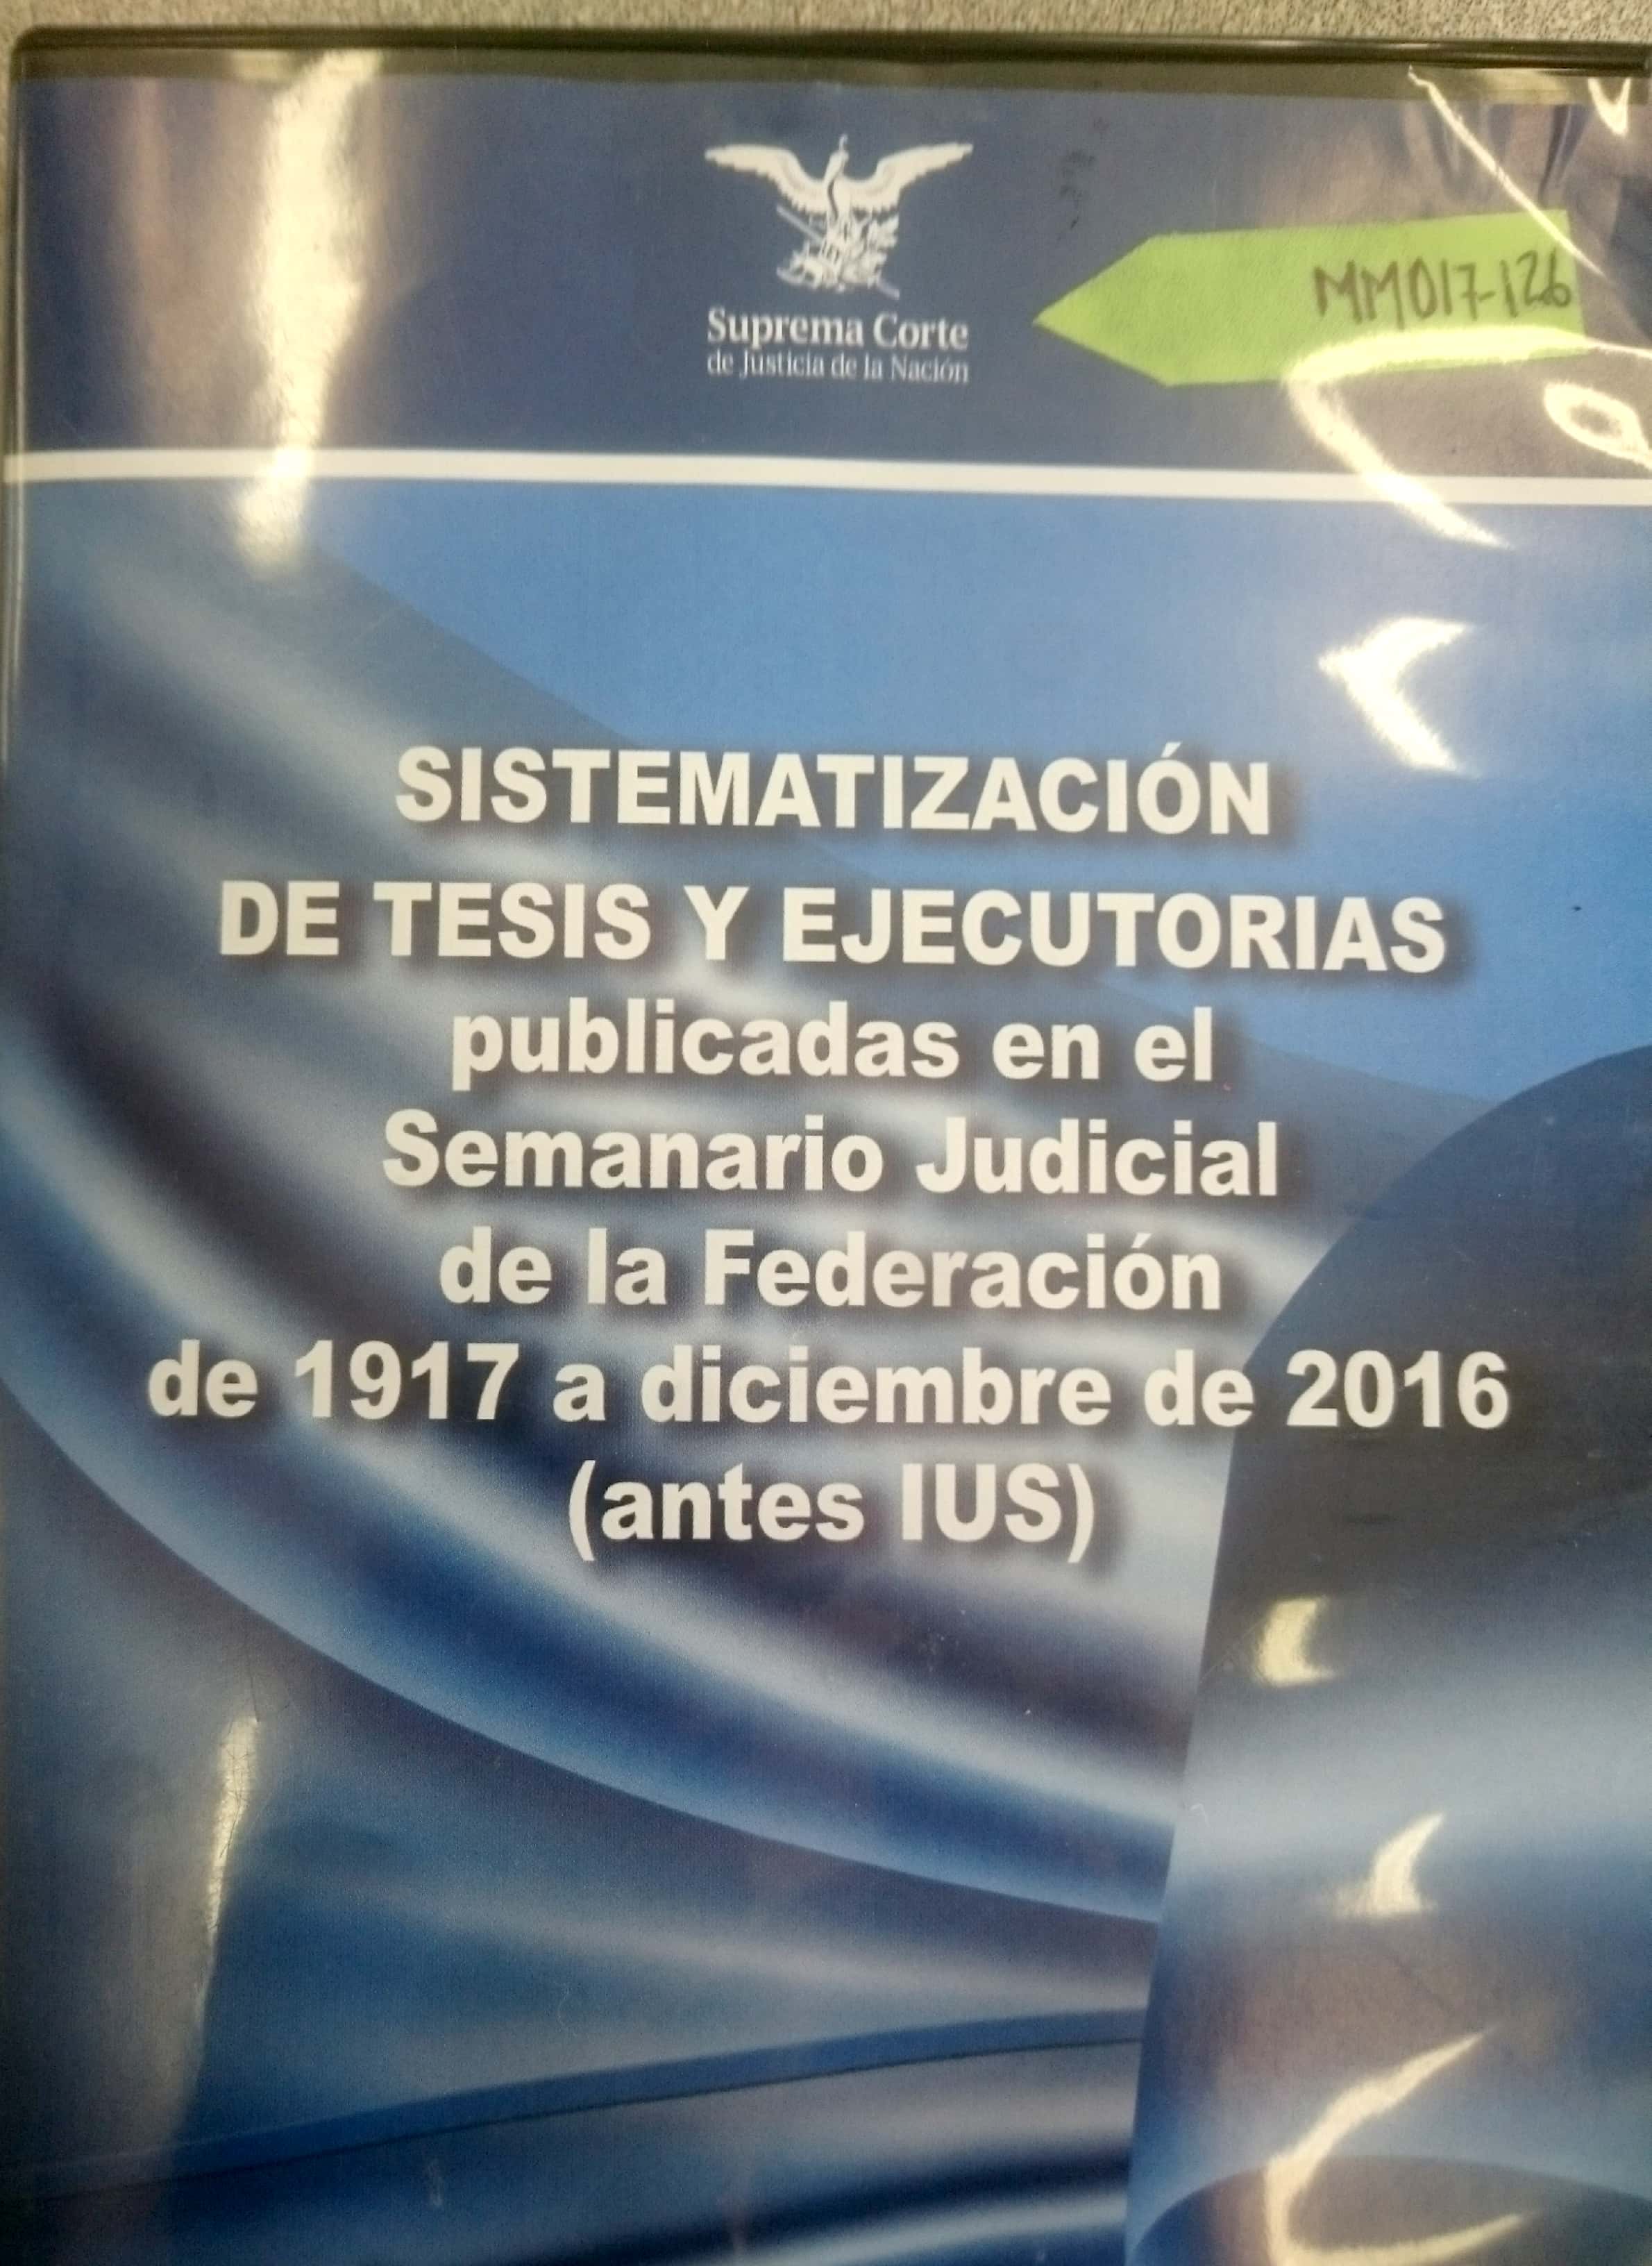 Suprema Corte
de Justicia de la Nación
MM017-126
SISTEMATIZACIÓN
DE TESIS Y EJECUTORIAS
publicadas en el
Semanario Judicial
de la Federación
de 1917 a diciembre de 2016
(antes IUS)